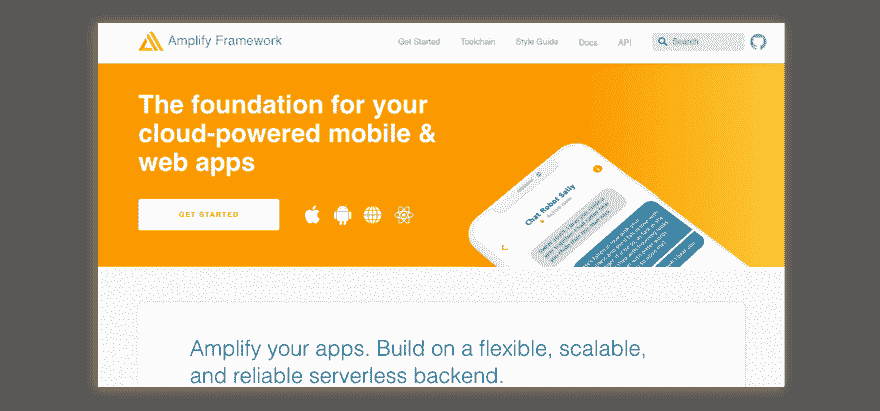 Amplify Framework
Get Started
Toolchain
Style Guide
Docs
API
Search
The foundation for your
cloud-powered mobile &
web apps
GET STARTED
Chat Robot Sally
Amplify your apps. Build on a flexible, scalable,
and reliable serverless backend.